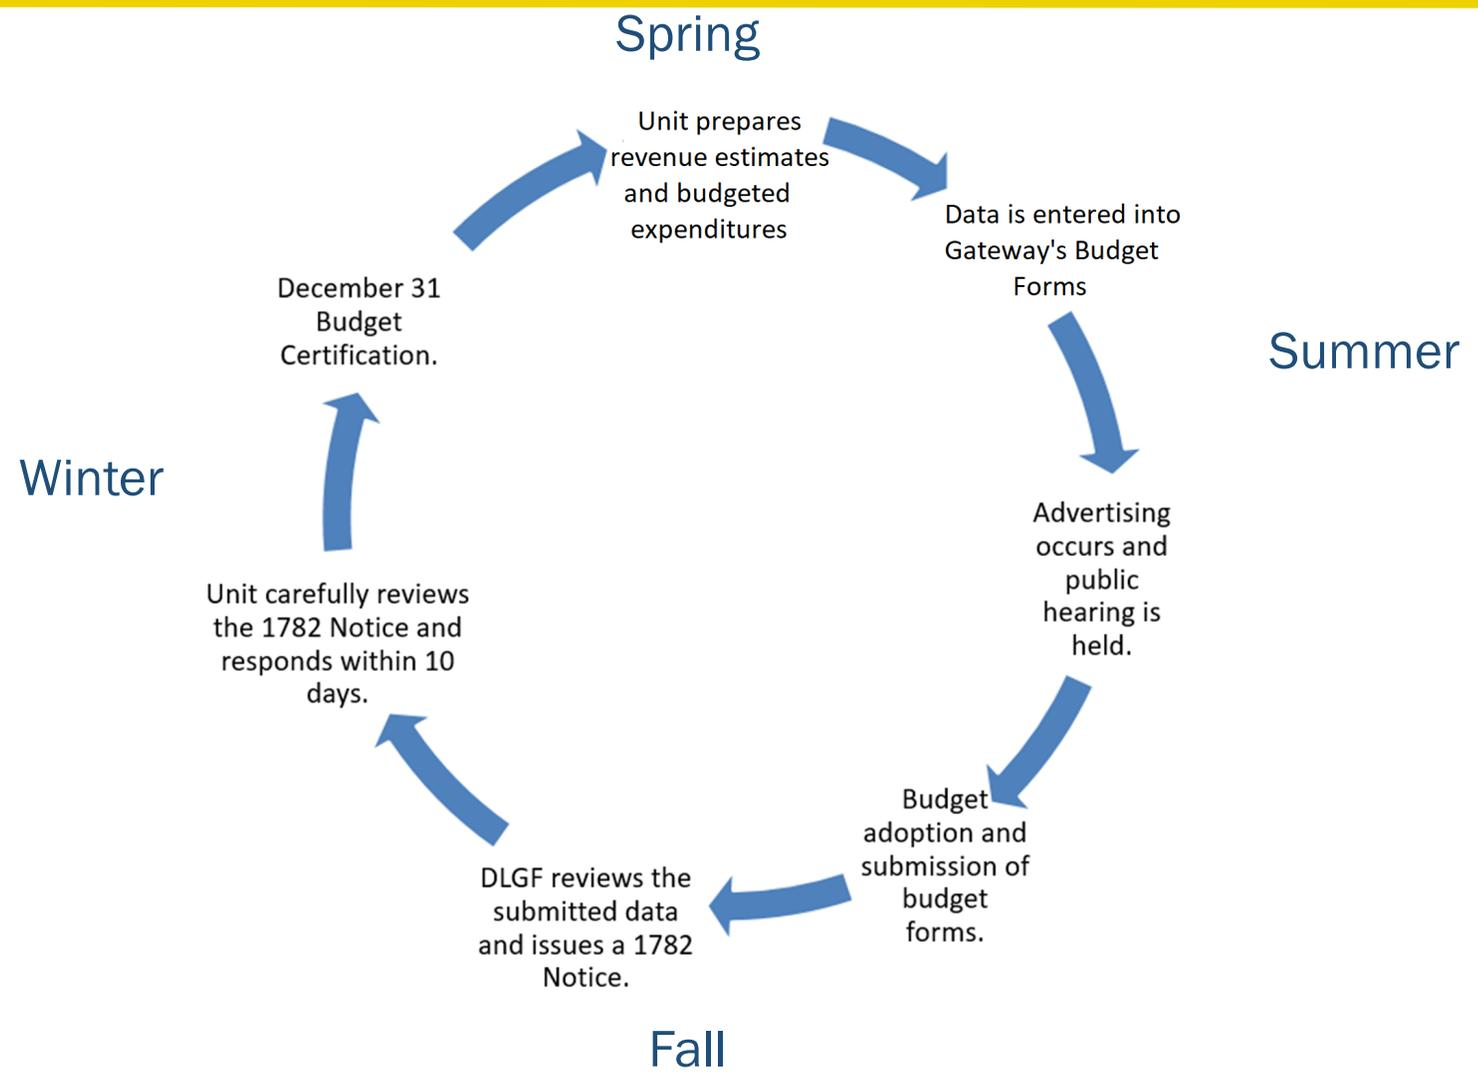 Spring
Unit prepares
revenue estimates
and budgeted
expenditures
Data is entered into
Gateway's Budget
Forms
Summer
Advertising
occurs and
public
hearing is
held.
Budget
adoption and
submission of
budget
forms.
Fall
DLGF reviews the
submitted data
and issues a 1782
Notice.
Unit carefully reviews
the 1782 Notice and
responds within 10
days.
Winter
December 31
Budget
Certification.